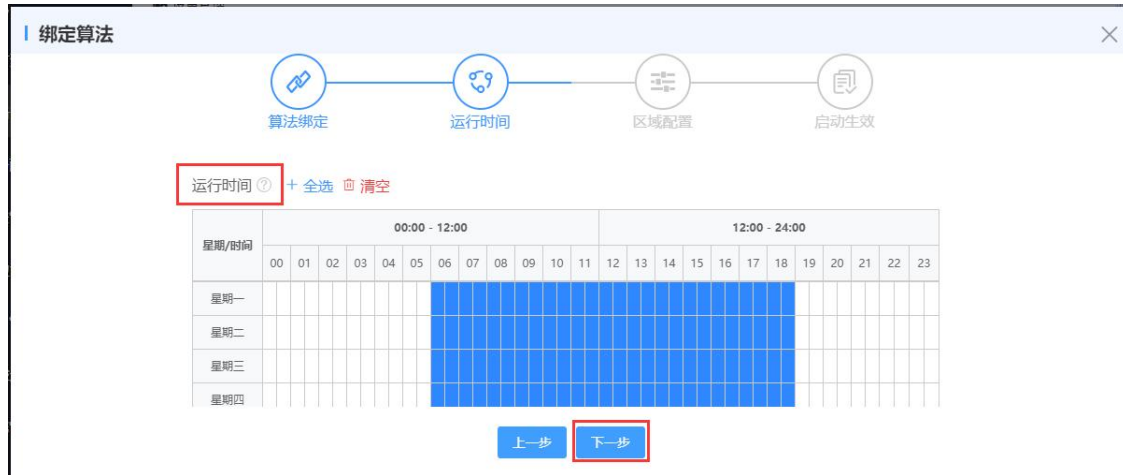 绑定算法
算法绑定 运行时间 区域配置 启动生效
运行时间 + 全选 清空
星期/时间 00:00 - 12:00 12:00 - 24:00
00 01 02 03 04 05 06 07 08 09 10 11 12 13 14 15 16 17 18 19 20 21 22 23
星期一
星期二
星期三
星期四
上一步 下一步